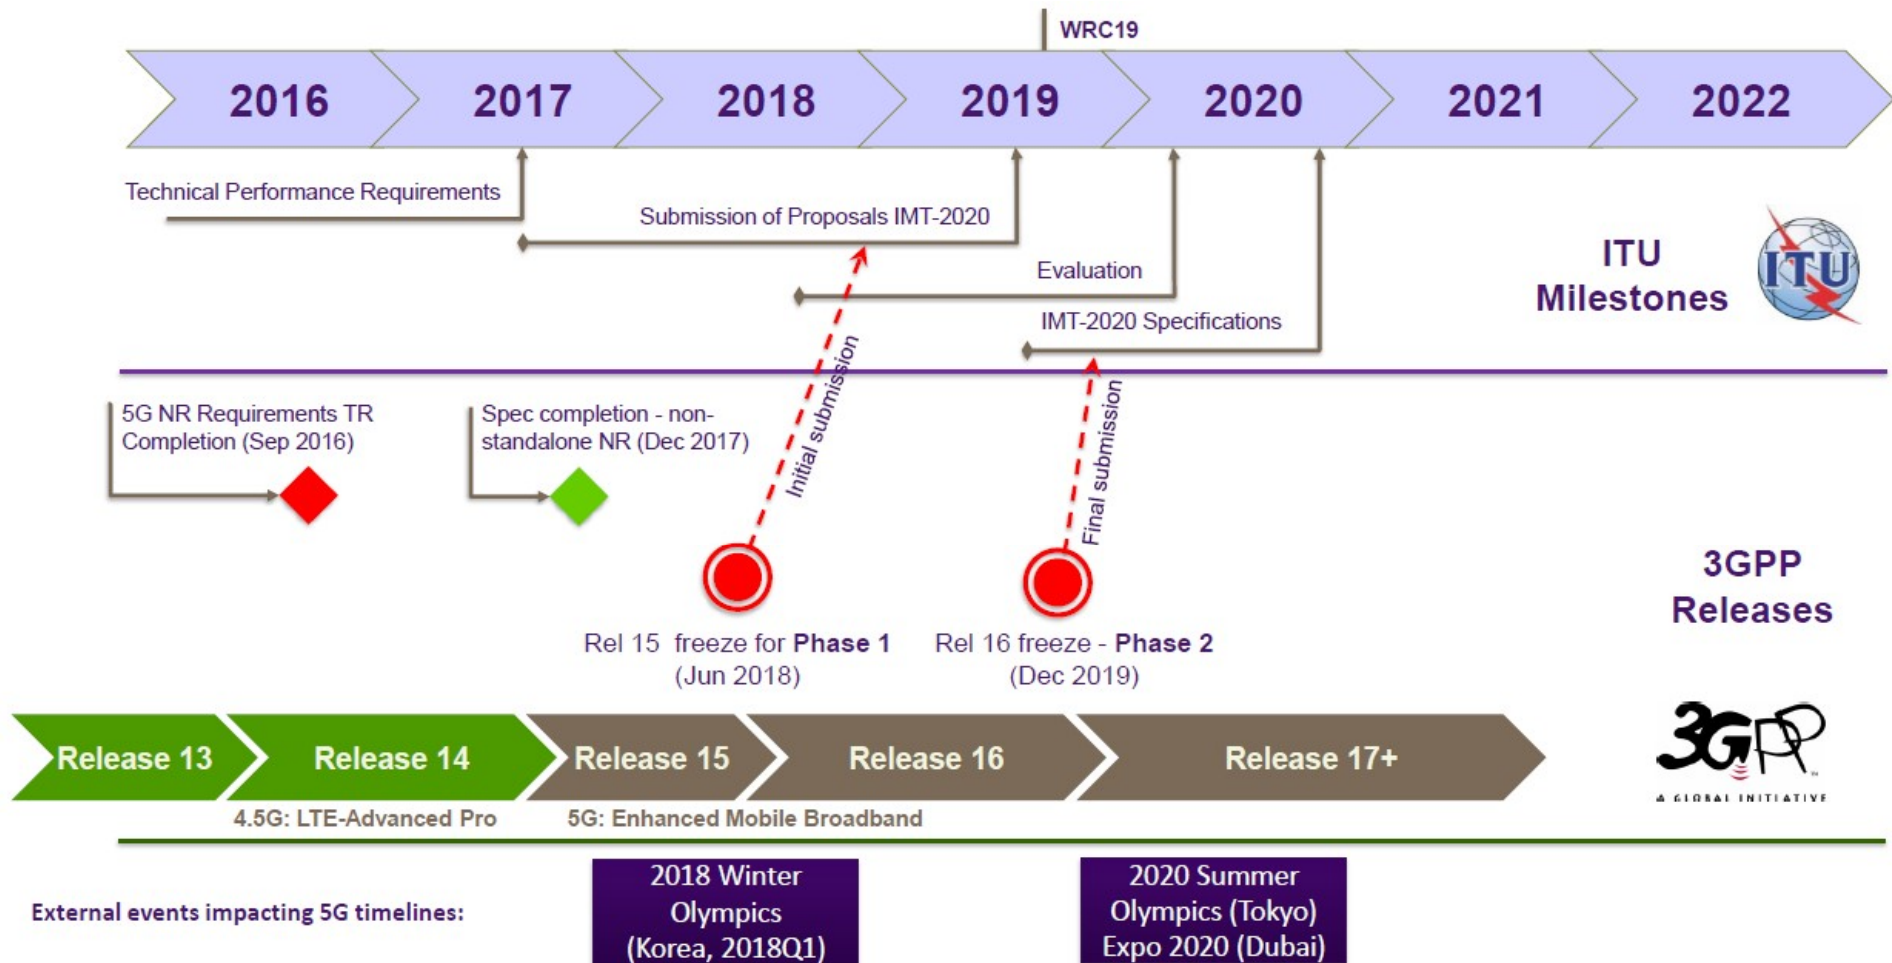 WRC19
2016 2017 2018 2019 2020 2021 2022
Technical Performance Requirements
Submission of Proposals IMT-2020
Evaluation
IMT-2020 Specifications
ITU
Milestones
ITU
5G NR Requirements TR
Completion (Sep 2016)
Spec completion - non-
standalone NR (Dec 2017)
Initial submission
Final submission
3GPP
Releases
Rel 15 freeze for Phase 1
(Jun 2018)
Rel 16 freeze - Phase 2
(Dec 2019)
Release 13 Release 14 Release 15 Release 16 Release 17+
3GPP
TM
A GLOBAL INITIATIVE
4.5G: LTE-Advanced Pro
5G: Enhanced Mobile Broadband
External events impacting 5G timelines:
2018 Winter
Olympics
(Korea, 2018Q1)
2020 Summer
Olympics (Tokyo)
Expo 2020 (Dubai)